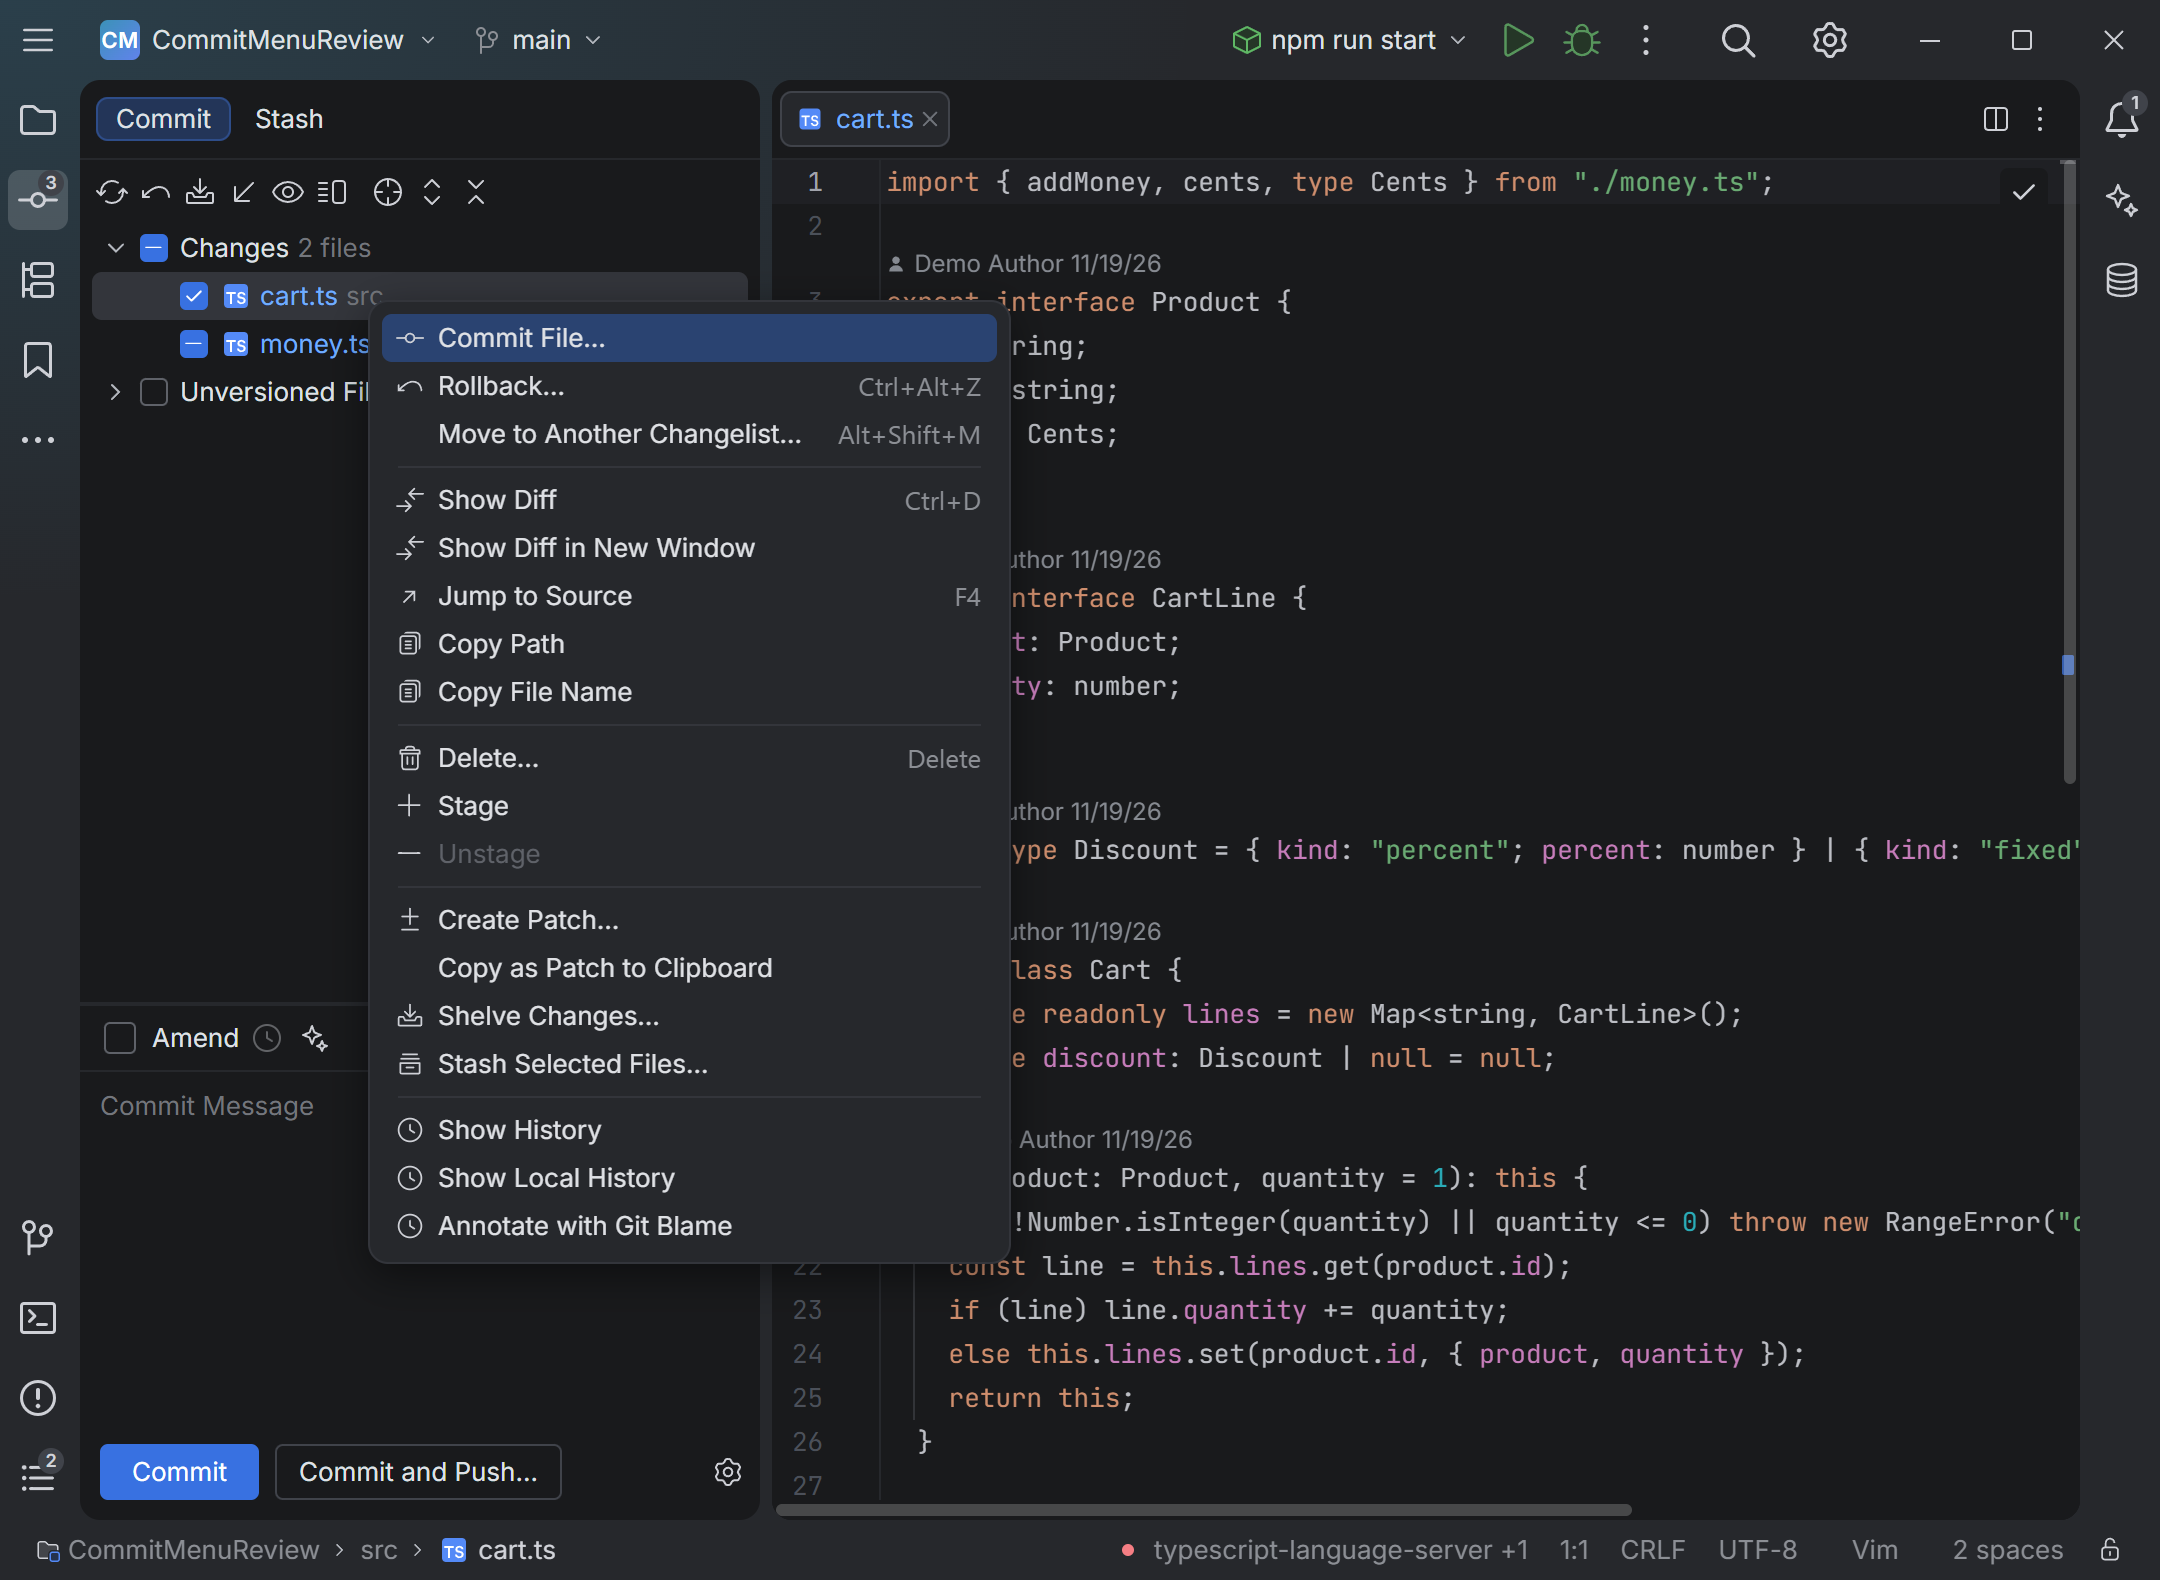 CM CommitMenuReview main npm run start
Commit Stash
cart.ts
1
3
Changes 2 files
cart.ts src
money.ts
Unversioned
Commit File...
Rollback... Ctrl+Alt+Z
Move to Another Changelist... Alt+Shift+M
Show Diff Ctrl+D
Show Diff in New Window
Jump to Source F4
Copy Path
Copy File Name
Delete... Delete
Stage
Unstage
Create Patch...
Copy as Patch to Clipboard
Shelve Changes...
Stash Selected Files...
Show History
Show Local History
Annotate with Git Blame
Amend
Commit Message
Commit Commit and Push...
2
1 import { addMoney, cents, type Cents } from "./money.ts";
2
Demo Author 11/19/26
3 export interface Product {
ring;
string;
Cents;
uthor 11/19/26
nterface CartLine {
t: Product;
ty: number;
uthor 11/19/26
ype Discount = { kind: "percent"; percent: number } | { kind: "fixed"
uthor 11/19/26
lass Cart {
e readonly lines = new Map<string, CartLine>();
e discount: Discount | null = null;
Author 11/19/26
oduct: Product, quantity = 1): this {
!Number.isInteger(quantity) || quantity <= 0) throw new RangeError("
22 const line = this.lines.get(product.id);
23 if (line) line.quantity += quantity;
24 else this.lines.set(product.id, { product, quantity });
25 return this;
26 }
27
CommitMenuReview > src > TS cart.ts typescript-language-server +1 1:1 CRLF UTF-8 Vim 2 spaces